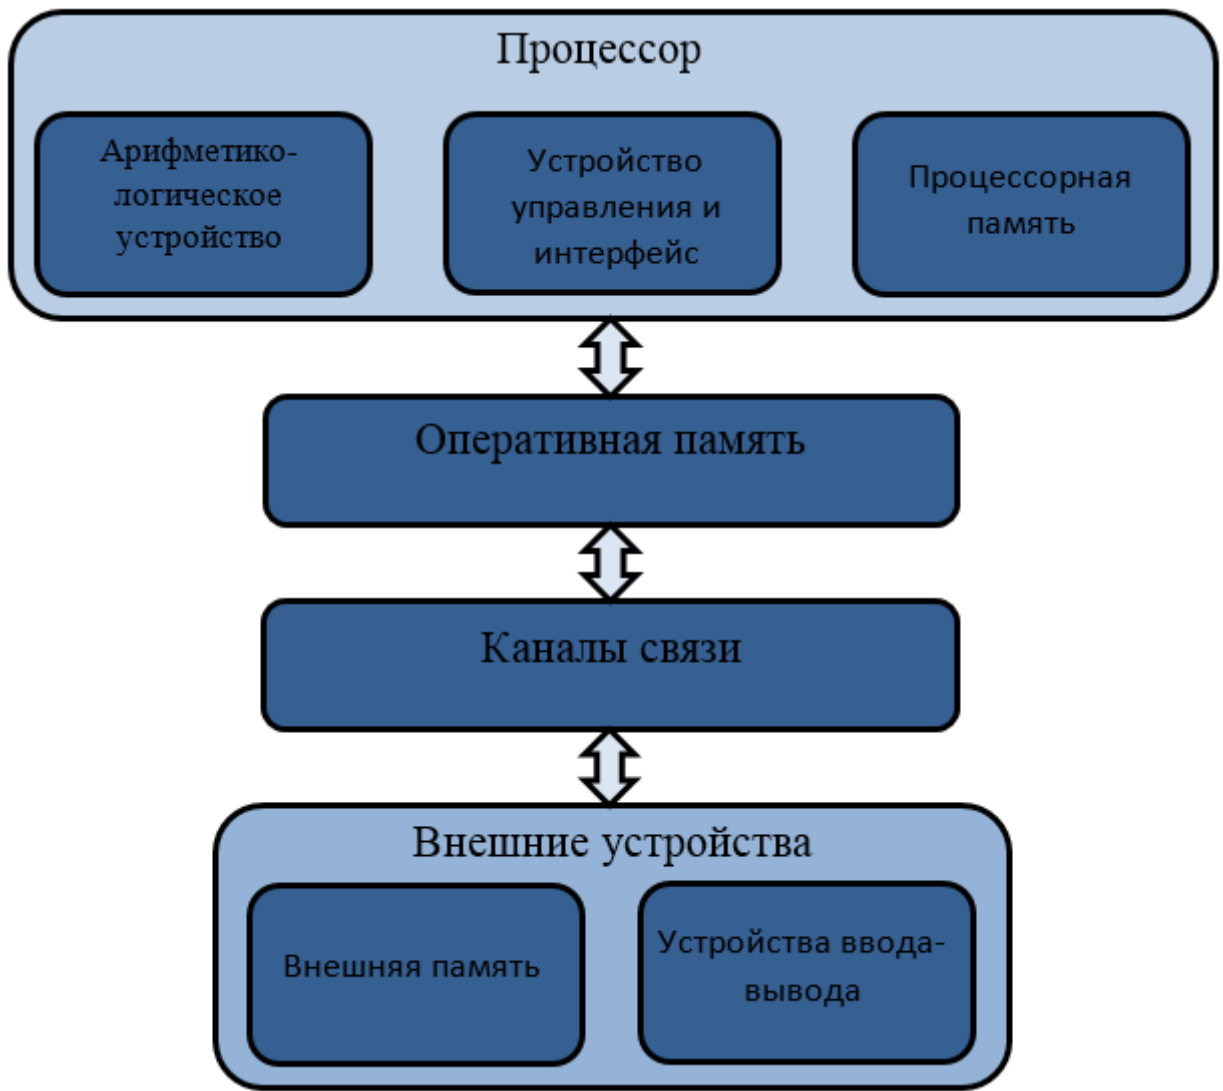 Процессор
Арифметико-
логическое
устройство
Устройство
управления и
интерфейс
Процессорная
память
Оперативная память
Каналы связи
Внешние устройства
Внешняя память
Устройства ввода-
вывода